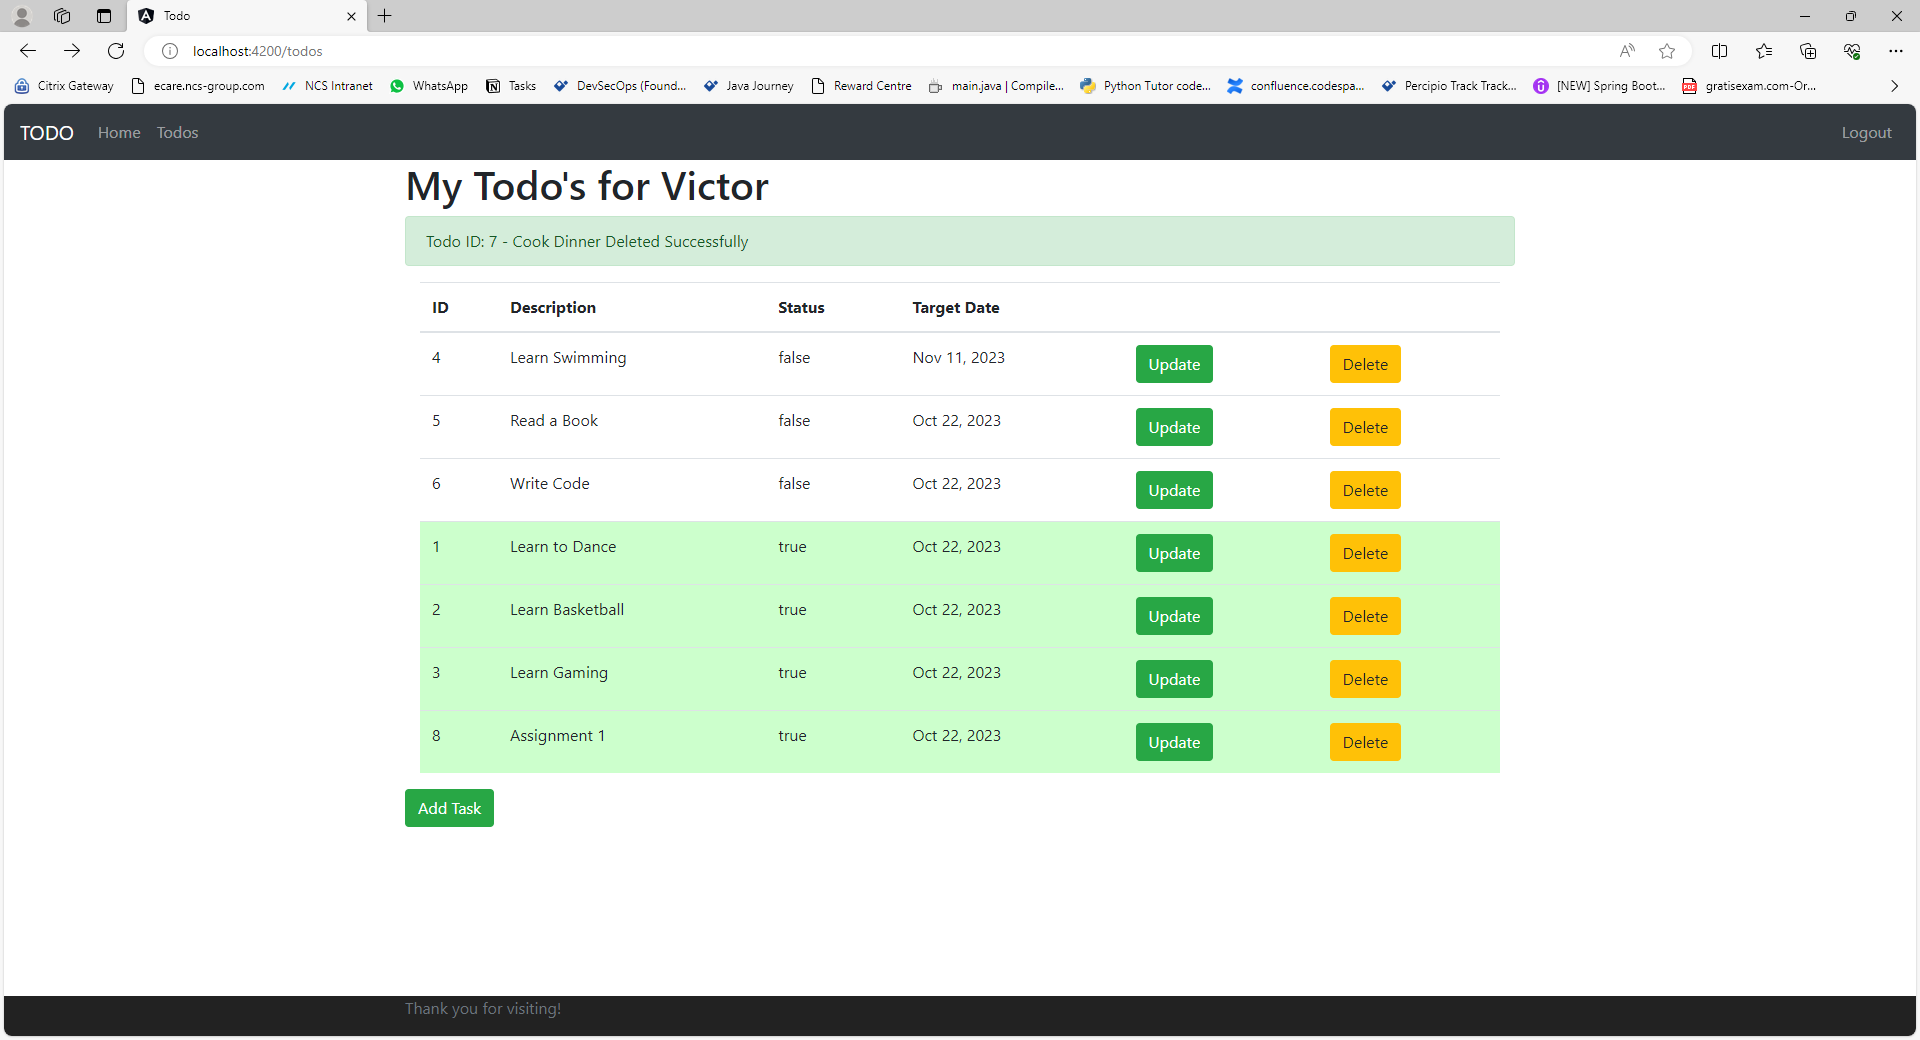 Todo
localhost:4200/todos
Citrix Gateway ecare.ncs-group.com NCS Intranet WhatsApp Tasks DevSecOps (Found... Java Journey Reward Centre main.java | Compile... Python Tutor code... confluence.codespa... Percipio Track Track... [NEW] Spring Boot... gratisexam.com-Or...
TODO Home Todos Logout
My Todo's for Victor
Todo ID: 7 - Cook Dinner Deleted Successfully
ID Description Status Target Date
4 Learn Swimming false Nov 11, 2023 Update Delete
5 Read a Book false Oct 22, 2023 Update Delete
6 Write Code false Oct 22, 2023 Update Delete
1 Learn to Dance true Oct 22, 2023 Update Delete
2 Learn Basketball true Oct 22, 2023 Update Delete
3 Learn Gaming true Oct 22, 2023 Update Delete
8 Assignment 1 true Oct 22, 2023 Update Delete
Add Task
Thank you for visiting!